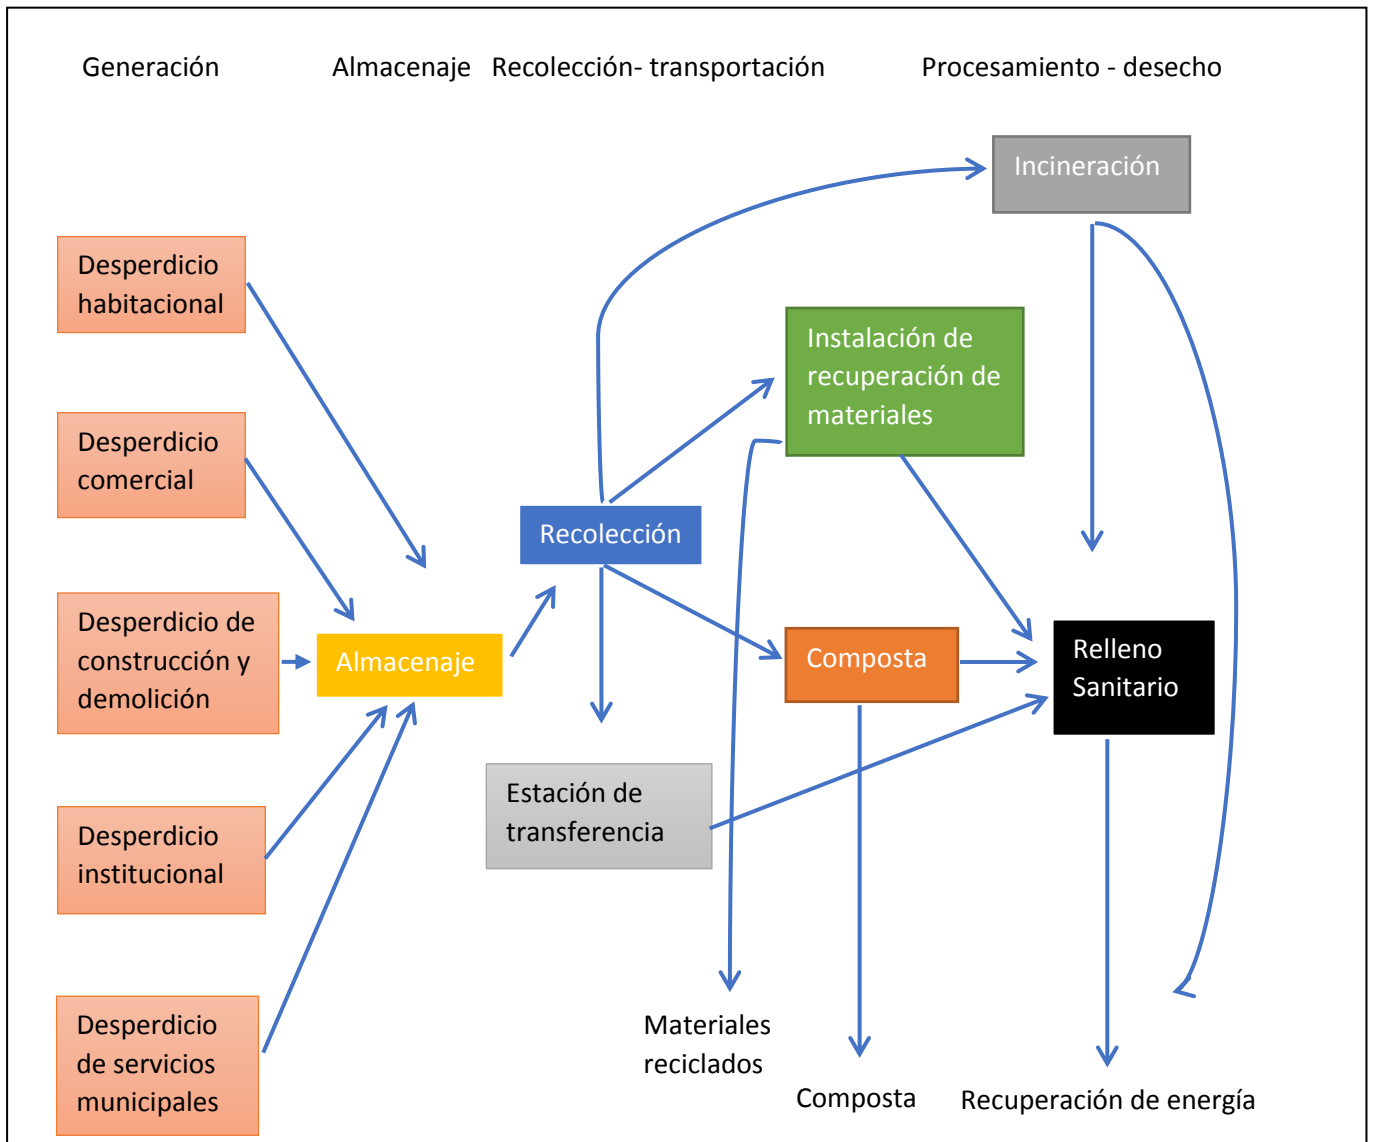 Generación
Almacenaje
Recolección- transportación
Procesamiento - desecho
Incineración
Desperdicio
habitacional
Instalación de
recuperación de
materiales
Desperdicio
comercial
Recolección
Desperdicio de
construcción y
demolición
Almacenaje
Composta
Relleno
Sanitario
Estación de
transferencia
Desperdicio
institucional
Desperdicio
de servicios
municipales
Materiales
reciclados
Composta
Recuperación de energía